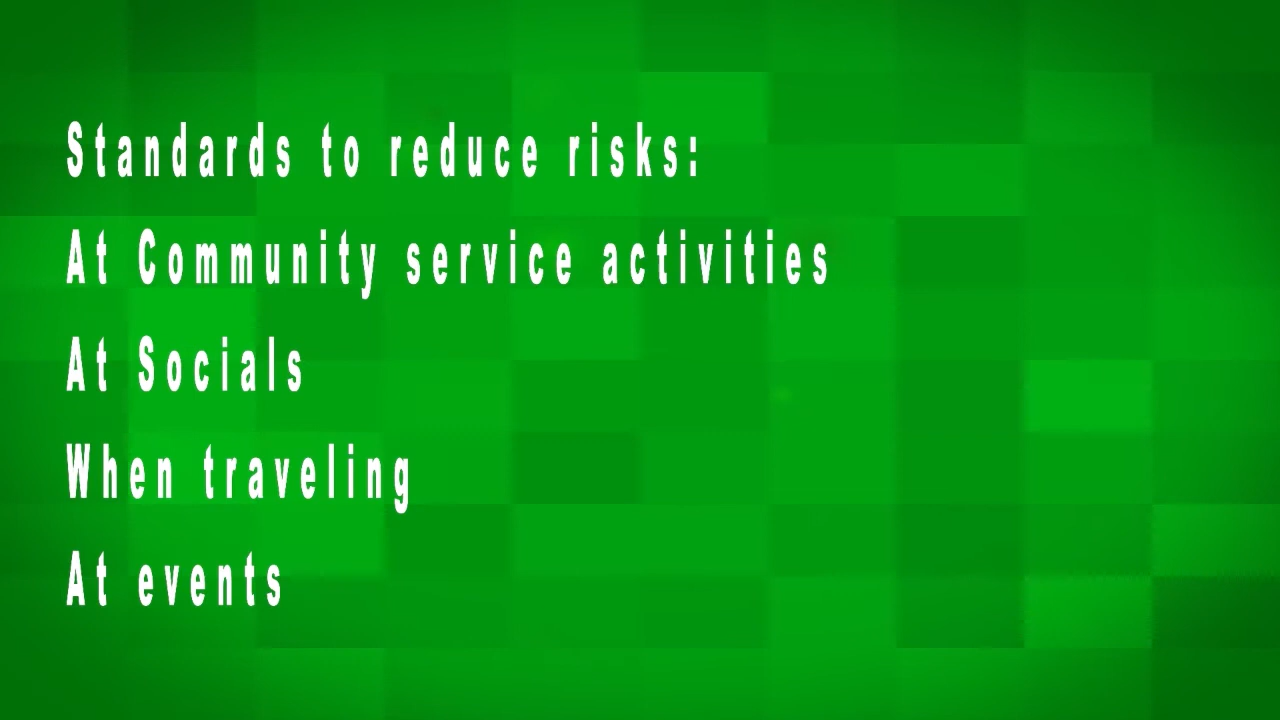 Standards to reduce risks:
At Community service activities
At Socials
When traveling
At events